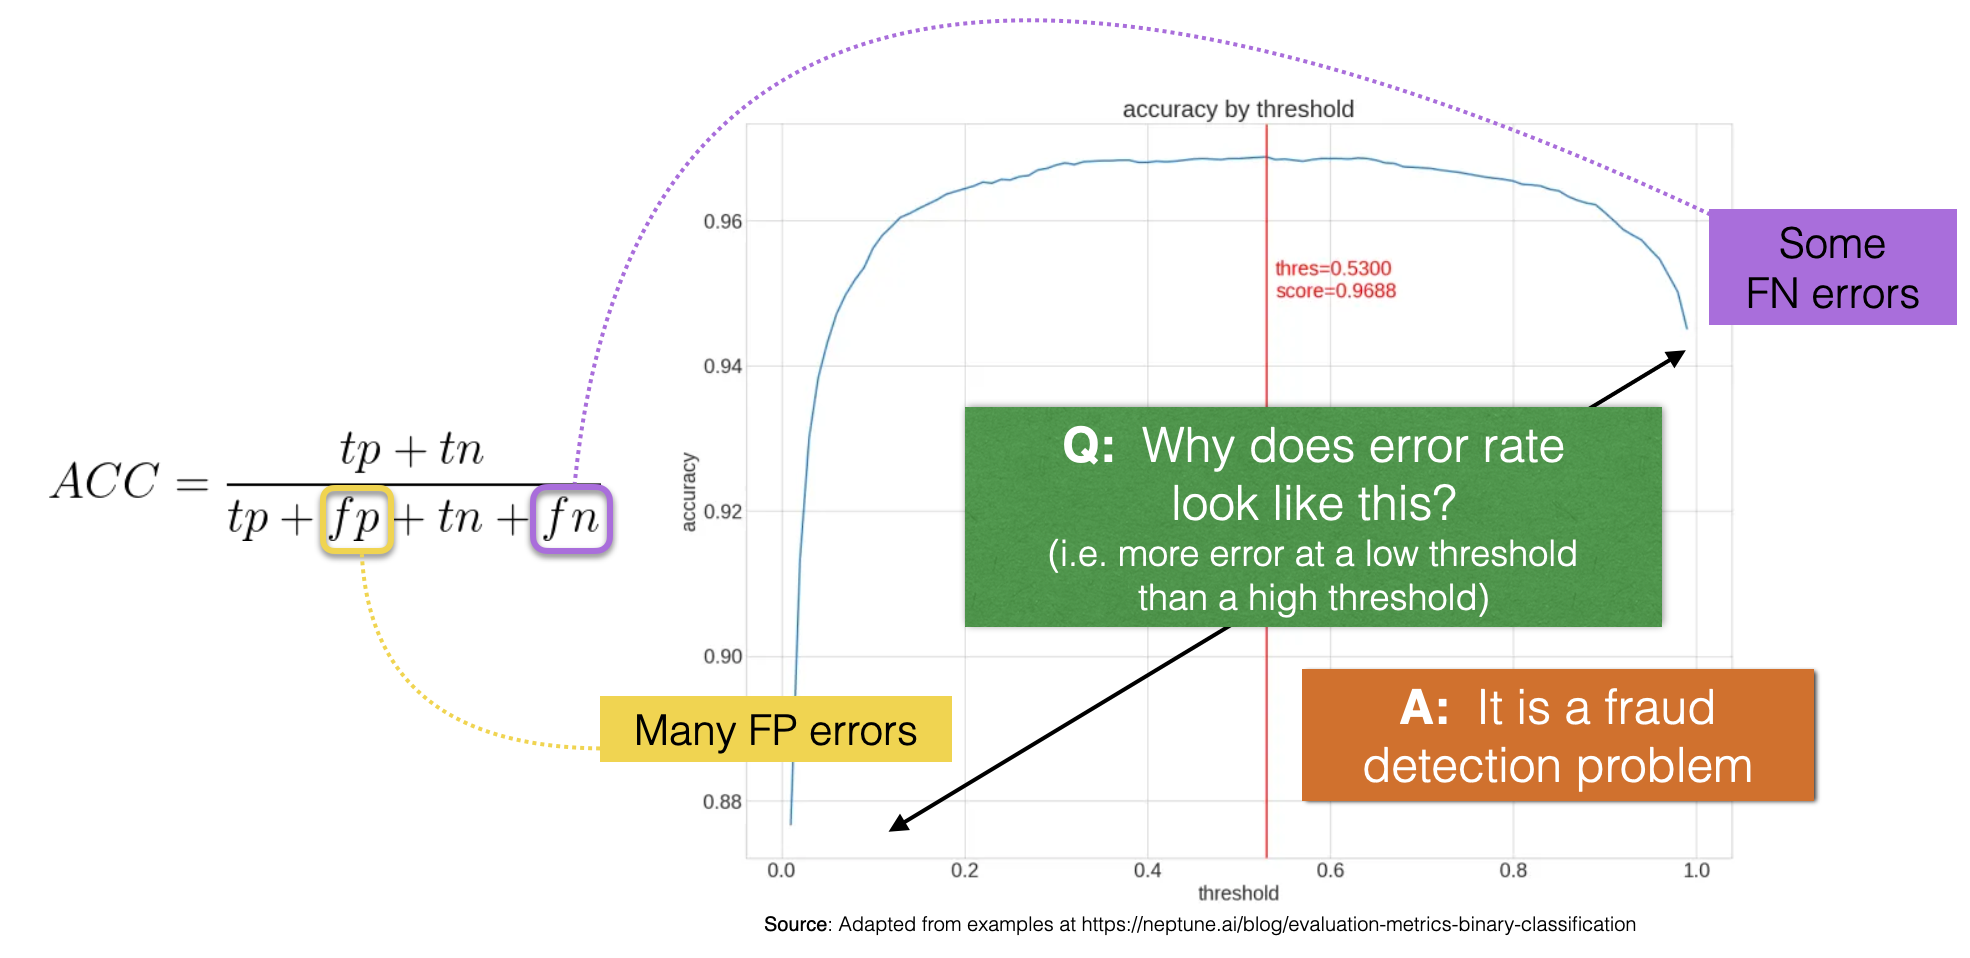 accuracy by threshold
0.96
0.94
0.92
0.90
0.88
accuracy
0.0 0.2 0.4 0.6 0.8 1.0
threshold
thres=0.5300
score=0.9688
Some
FN errors
ACC = tp + tn
tp + fp + tn + fn
Q: Why does error rate
look like this?
(i.e. more error at a low threshold
than a high threshold)
Many FP errors
A: It is a fraud
detection problem
Source: Adapted from examples at https://neptune.ai/blog/evaluation-metrics-binary-classification